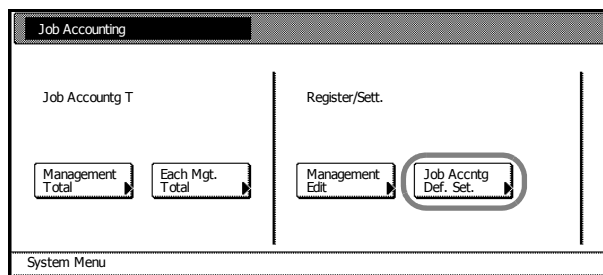 Job Accounting
Job Accountg T
Register/Sett.
Management
Total
Each Mgt.
Total
Management
Edit
Job Accntg
Def. Set.
System Menu